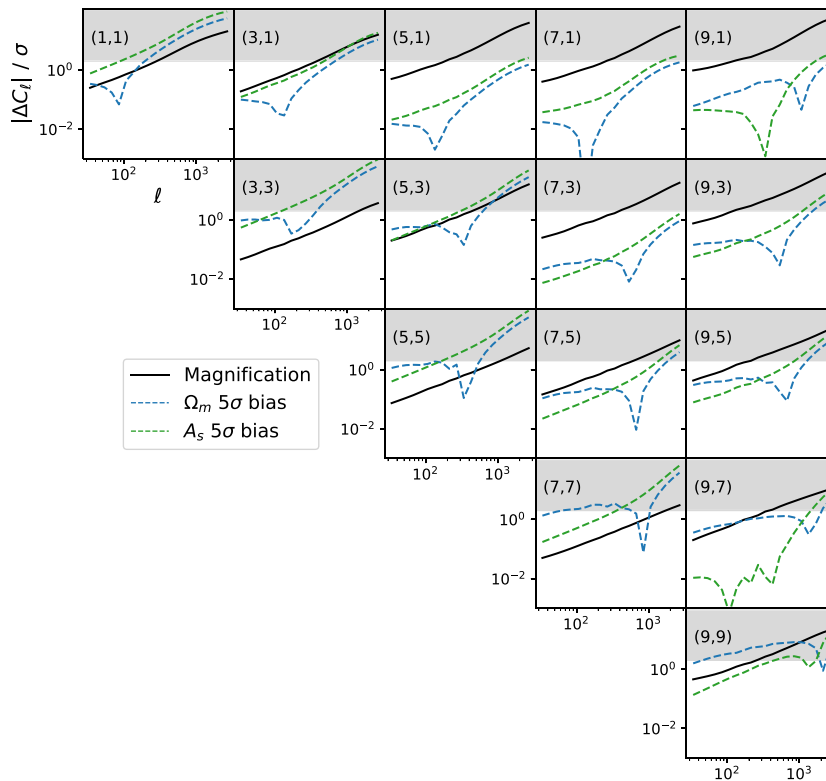 |ΔC_ℓ| / σ
(1,1) (3,1) (5,1) (7,1) (9,1)
10^0
10^{-2}
10^2 10^3
ℓ
(3,3) (5,3) (7,3) (9,3)
10^0
10^{-2}
10^2 10^3
(5,5) (7,5) (9,5)
10^0
10^{-2}
10^2 10^3
Magnification
Ω_m 5σ bias
A_s 5σ bias
(7,7) (9,7)
10^0
10^{-2}
10^2 10^3
(9,9)
10^0
10^{-2}
10^2 10^3